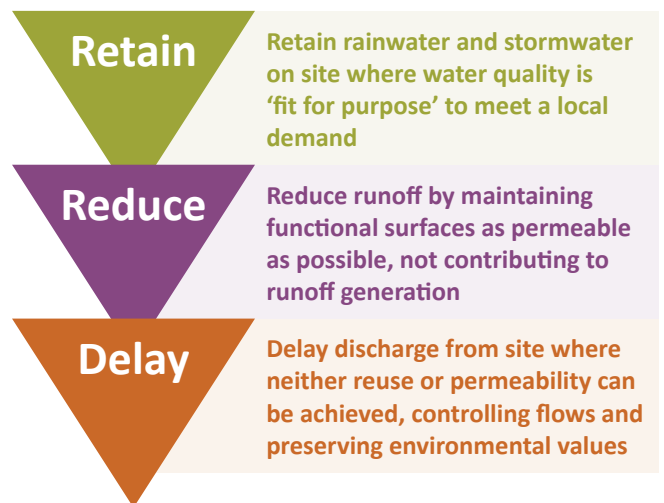 Retain
Retain rainwater and stormwater
on site where water quality is
‘fit for purpose’ to meet a local
demand
Reduce
Reduce runoff by maintaining
functional surfaces as permeable
as possible, not contributing to
runoff generation
Delay
Delay discharge from site where
neither reuse or permeability can
be achieved, controlling flows and
preserving environmental values